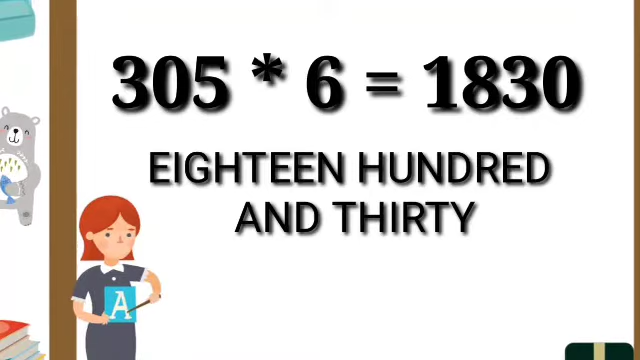 305 * 6 = 1830
EIGHTEEN HUNDRED
AND THIRTY
A